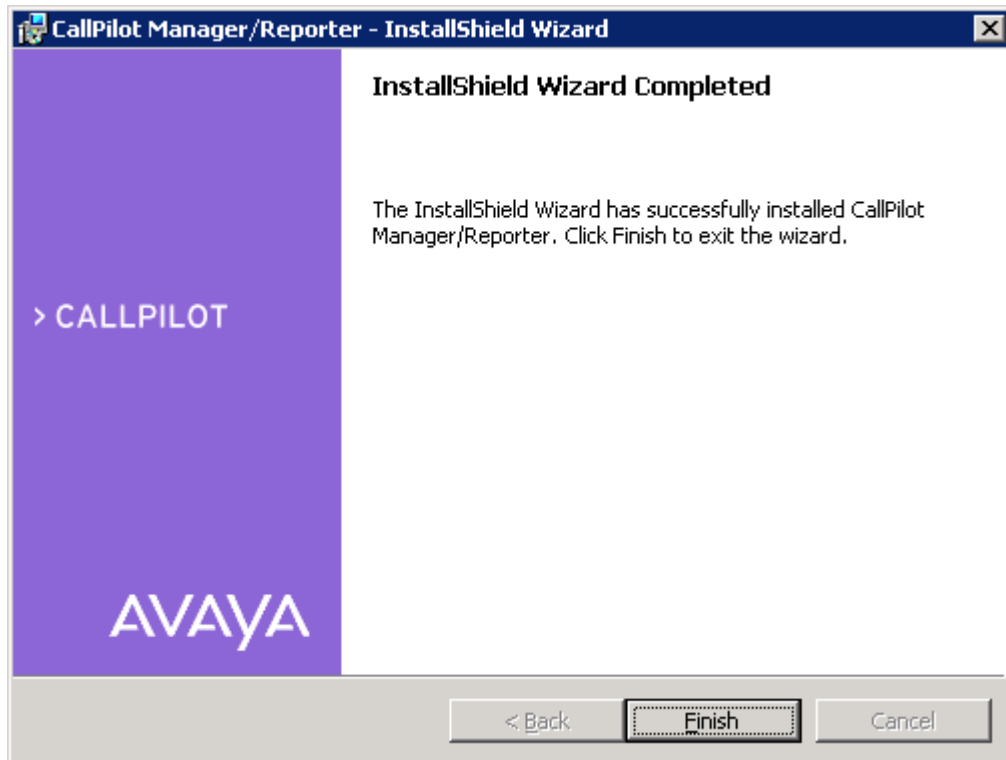 CallPilot Manager/Reporter - InstallShield Wizard
InstallShield Wizard Completed
The InstallShield Wizard has successfully installed CallPilot
Manager/Reporter. Click Finish to exit the wizard.
> CALLPILOT
AVAYA
< Back Finish Cancel